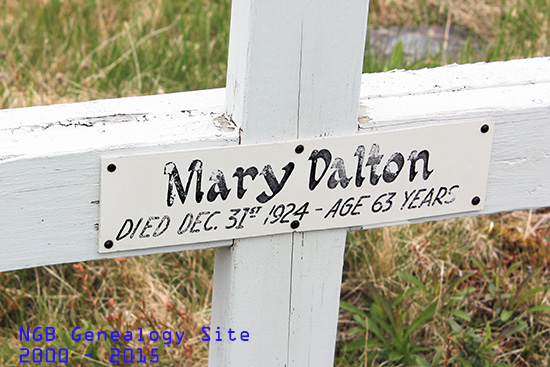 Mary Dalton
DIED DEC. 31ST 1924 - AGE 63 YEARS
NGB Genealogy Site
2000 - 2015